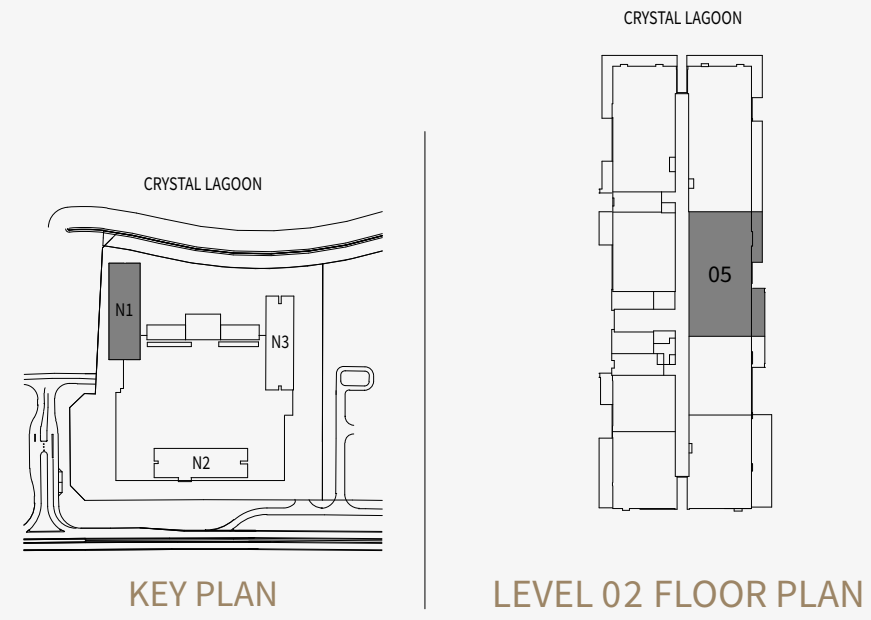 CRYSTAL LAGOON
N1
N3
N2
KEY PLAN
CRYSTAL LAGOON
05
LEVEL 02 FLOOR PLAN